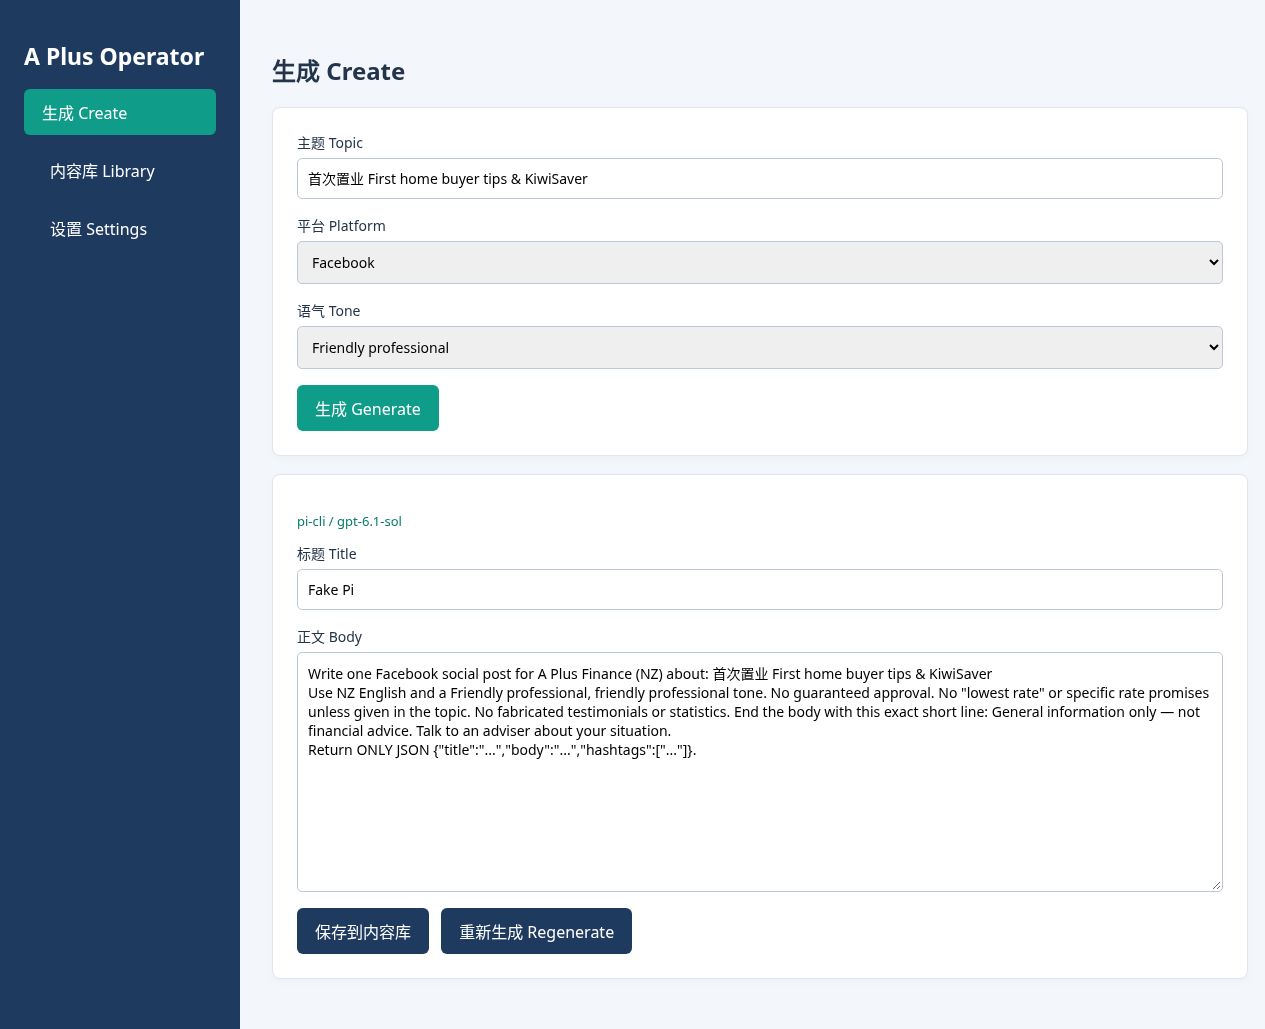 A Plus Operator
生成 Create
内容库 Library
设置 Settings
生成 Create
主题 Topic
首次置业 First home buyer tips & KiwiSaver
平台 Platform
Facebook
语气 Tone
Friendly professional
生成 Generate
pi-cli / gpt-6.1-sol
标题 Title
Fake Pi
正文 Body
Write one Facebook social post for A Plus Finance (NZ) about: 首次置业 First home buyer tips & KiwiSaver
Use NZ English and a Friendly professional, friendly professional tone. No guaranteed approval. No "lowest rate" or specific rate promises
unless given in the topic. No fabricated testimonials or statistics. End the body with this exact short line: General information only — not
financial advice. Talk to an adviser about your situation.
Return ONLY JSON {"title":"...","body":"...","hashtags":["..."]}.
保存到内容库
重新生成 Regenerate